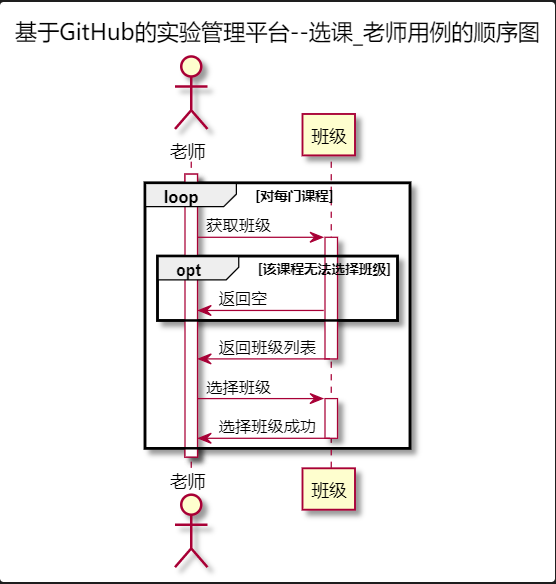 基于GitHub的实验管理平台--选课_老师用例的顺序图
老师
班级
loop
[对每门课程]
获取班级
opt
[该课程无法选择班级]
返回空
返回班级列表
选择班级
选择班级成功
老师
班级